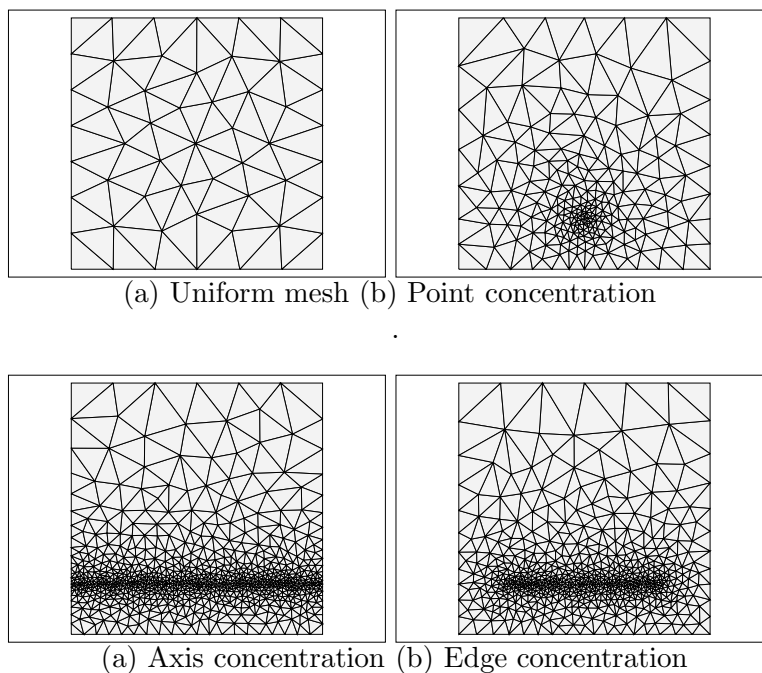 (a) Uniform mesh (b) Point concentration
.
(a) Axis concentration (b) Edge concentration